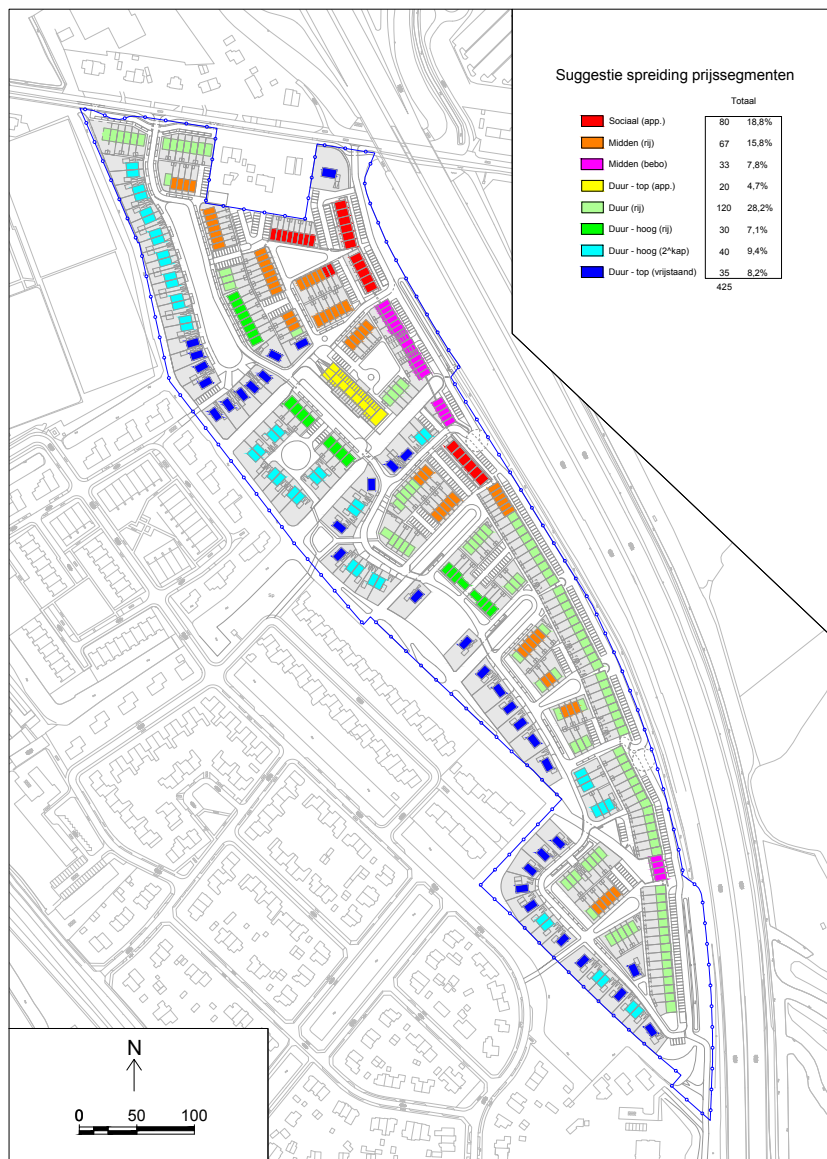 Suggestie spreiding prijssegmenten
Totaal
Sociaal (app.) 80 18,8%
Midden (rij) 67 15,8%
Midden (bebo) 33 7,8%
Duur - top (app.) 20 4,7%
Duur (rij) 120 28,2%
Duur - hoog (rij) 30 7,1%
Duur - hoog (2^kap) 40 9,4%
Duur - top (vrijstaand) 35 8,2%
425
Sp.
N
0 50 100